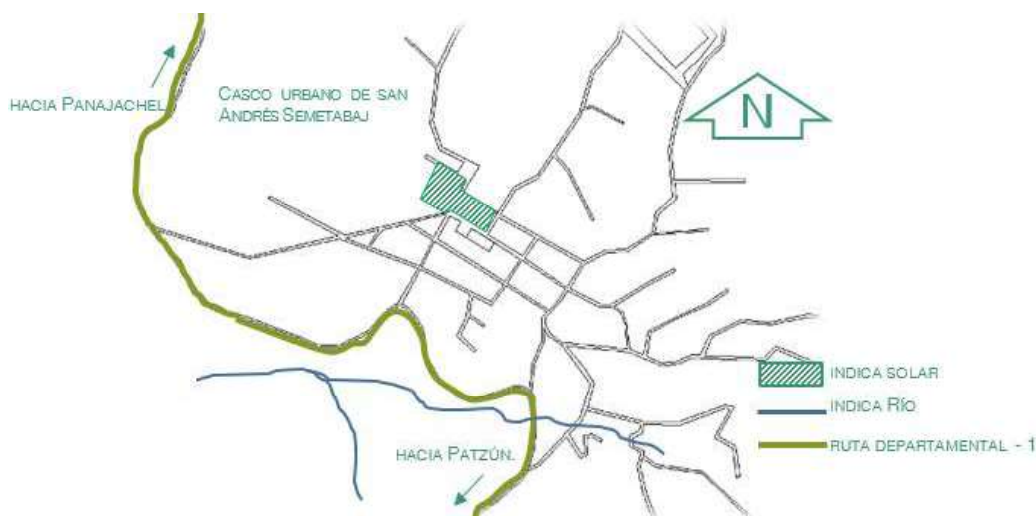 HACIA PANAJACHEL
CASCO URBANO DE SAN
ANDRÉS SEMETABAJ
N
INDICA SOLAR
INDICA RÍO
RUTA DEPARTAMENTAL - 1
HACIA PATZÚN.